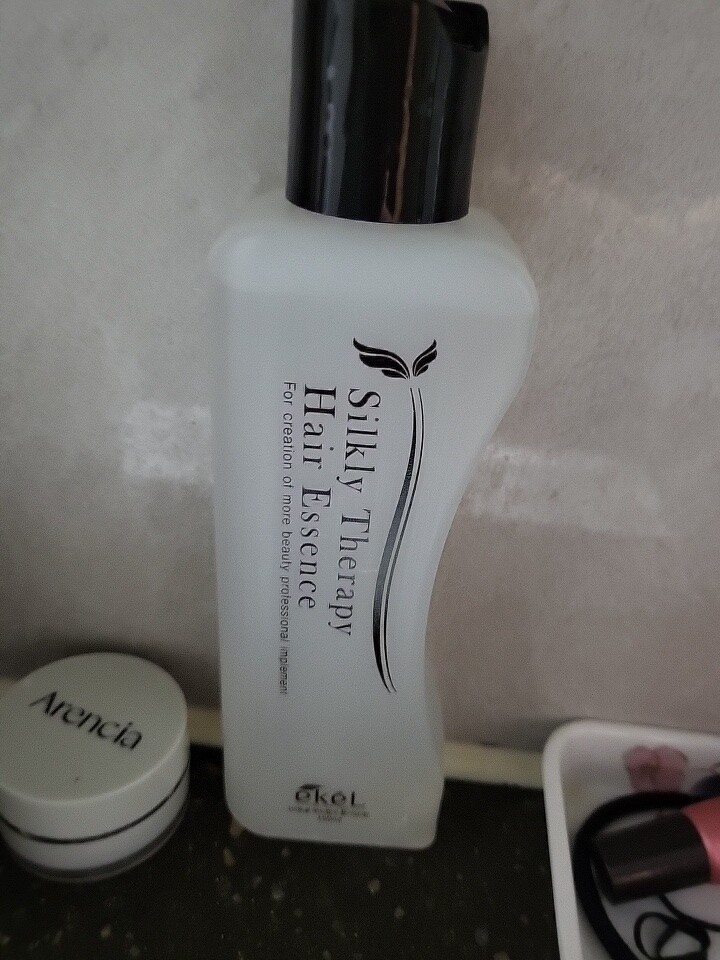 Silkly Therapy
Hair Essence
For creation of more beauty professional implement
ekeL
Arencia